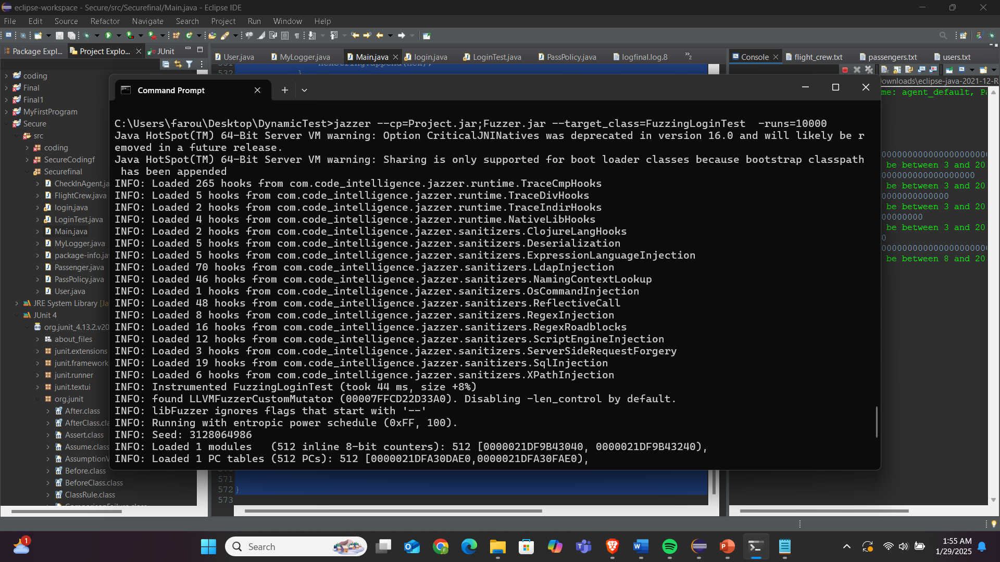 eclipse-workspace - Secure/src/Securefinal/Main.java - Eclipse IDE
File Edit Source Refactor Navigate Search Project Run Window Help
Package Expl... Project Explo... JUnit
User.java MyLogger.java Main.java login.java LoginTest.java PassPolicy.java logfinal.log.8 »2
Console flight_crew.txt passengers.txt users.txt
coding
Final
Final1
MyFirstProgram
Secure
src
coding
SecureCodingf
Securefinal
CheckInAgent.ja
FlightCrew.java
login.java
LoginTest.java
Main.java
MyLogger.java
package-info.ja
Passenger.java
PassPolicy.java
User.java
JRE System Library [Ja
JUnit 4
org.junit_4.13.2.v20
about_files
junit.extensions
junit.framework
junit.runner
junit.textui
org.junit
After.class
AfterClass.cla
Assert.class
Assume.class
AssumptionV
Before.class
BeforeClass.class
ClassRule.class
532 }
Command Prompt
C:\Users\farou\Desktop\DynamicTest>jazzer --cp=Project.jar;Fuzzer.jar --target_class=FuzzingLoginTest  -runs=10000
Java HotSpot(TM) 64-Bit Server VM warning: Option CriticalJNINatives was deprecated in version 16.0 and will likely be r
emoved in a future release.
Java HotSpot(TM) 64-Bit Server VM warning: Sharing is only supported for boot loader classes because bootstrap classpath
has been appended
INFO: Loaded 265 hooks from com.code_intelligence.jazzer.runtime.TraceCmpHooks
INFO: Loaded 5 hooks from com.code_intelligence.jazzer.runtime.TraceDivHooks
INFO: Loaded 2 hooks from com.code_intelligence.jazzer.runtime.TraceIndirHooks
INFO: Loaded 4 hooks from com.code_intelligence.jazzer.runtime.NativeLibHooks
INFO: Loaded 2 hooks from com.code_intelligence.jazzer.sanitizers.ClojureLangHooks
INFO: Loaded 5 hooks from com.code_intelligence.jazzer.sanitizers.Deserialization
INFO: Loaded 5 hooks from com.code_intelligence.jazzer.sanitizers.ExpressionLanguageInjection
INFO: Loaded 70 hooks from com.code_intelligence.jazzer.sanitizers.LdapInjection
INFO: Loaded 46 hooks from com.code_intelligence.jazzer.sanitizers.NamingContextLookup
INFO: Loaded 1 hooks from com.code_intelligence.jazzer.sanitizers.OsCommandInjection
INFO: Loaded 48 hooks from com.code_intelligence.jazzer.sanitizers.ReflectiveCall
INFO: Loaded 8 hooks from com.code_intelligence.jazzer.sanitizers.RegexInjection
INFO: Loaded 16 hooks from com.code_intelligence.jazzer.sanitizers.RegexRoadblocks
INFO: Loaded 12 hooks from com.code_intelligence.jazzer.sanitizers.ScriptEngineInjection
INFO: Loaded 3 hooks from com.code_intelligence.jazzer.sanitizers.ServerSideRequestForgery
INFO: Loaded 19 hooks from com.code_intelligence.jazzer.sanitizers.SqlInjection
INFO: Loaded 6 hooks from com.code_intelligence.jazzer.sanitizers.XPathInjection
INFO: Instrumented FuzzingLoginTest (took 44 ms, size +8%)
INFO: found LLVMFuzzerCustomMutator (00007FFCD22D33A0). Disabling -len_control by default.
INFO: libFuzzer ignores flags that start with '--'
INFO: Running with entropic power schedule (0xFF, 100).
INFO: Seed: 3128064986
INFO: Loaded 1 modules   (512 inline 8-bit counters): 512 [0000021DF9B43040, 0000021DF9B43240),
INFO: Loaded 1 PC tables (512 PCs): 512 [0000021DFA30DAE0,0000021DFA30FAE0),
571
572 }
573
ownloads\eclipse-java-2021-12-R
me: agent_default, Pa
be between 3 and 20
be between 3 and 20
be between 3 and 20
be between 3 and 20
0
be between 8 and 20
1
Search
1:55 AM
1/29/2025